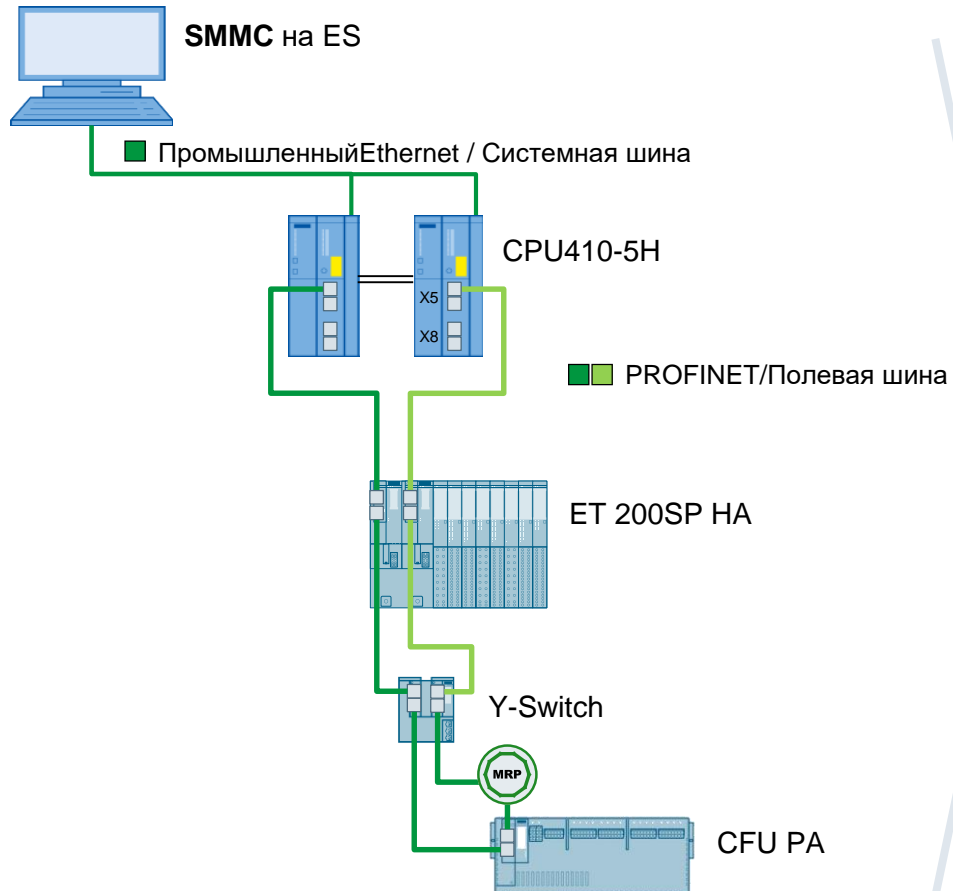 SMMC на ES
ПромышленныйEthernet / Системная шина
CPU410-5H
X5
X8
PROFINET/Полевая шина
ET 200SP HA
Y-Switch
MRP
CFU PA